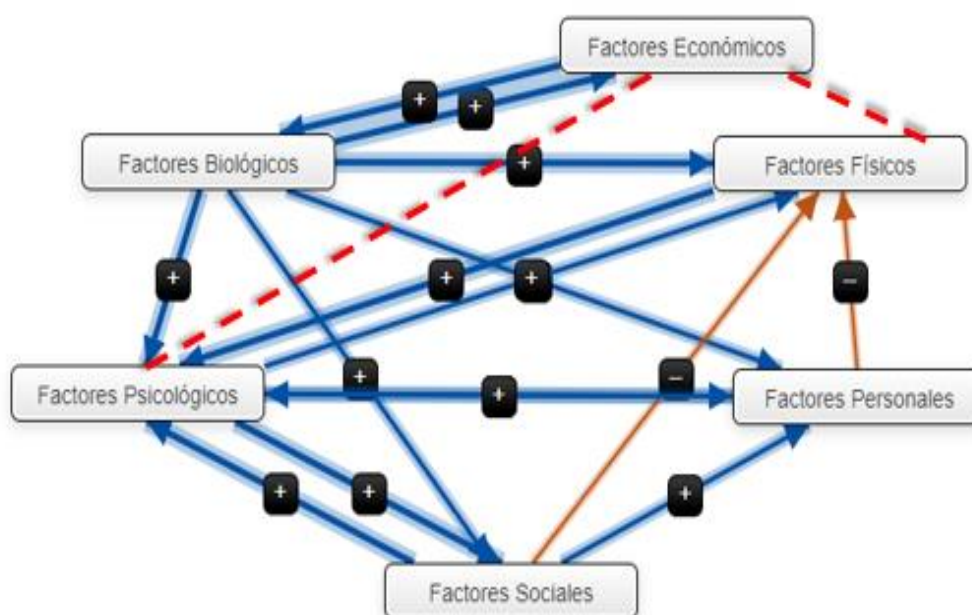 Factores Económicos
+
+
Factores Biológicos
+
Factores Físicos
+
+
+
–
Factores Psicológicos
+
–
+
Factores Personales
+
+
+
Factores Sociales